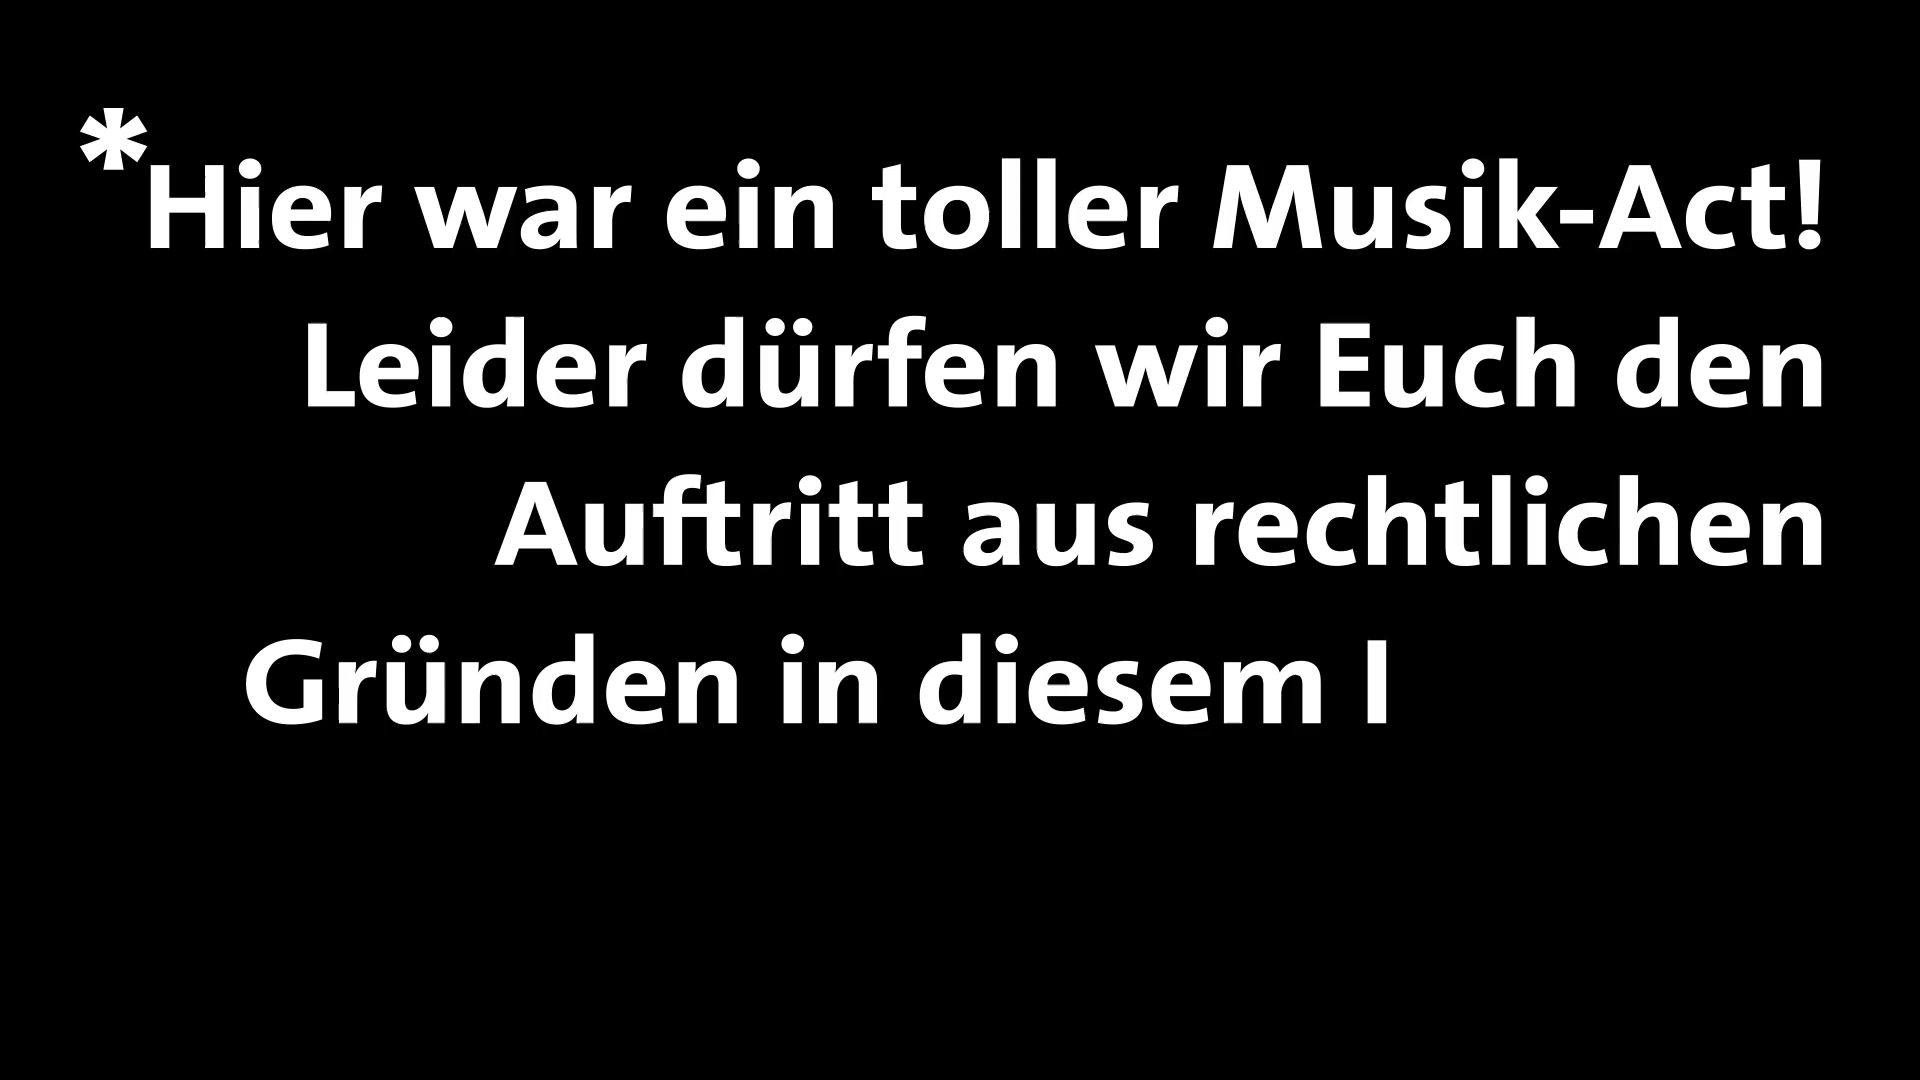 *Hier war ein toller Musik-Act!
Leider dürfen wir Euch den
Auftritt aus rechtlichen
Gründen in diesem I